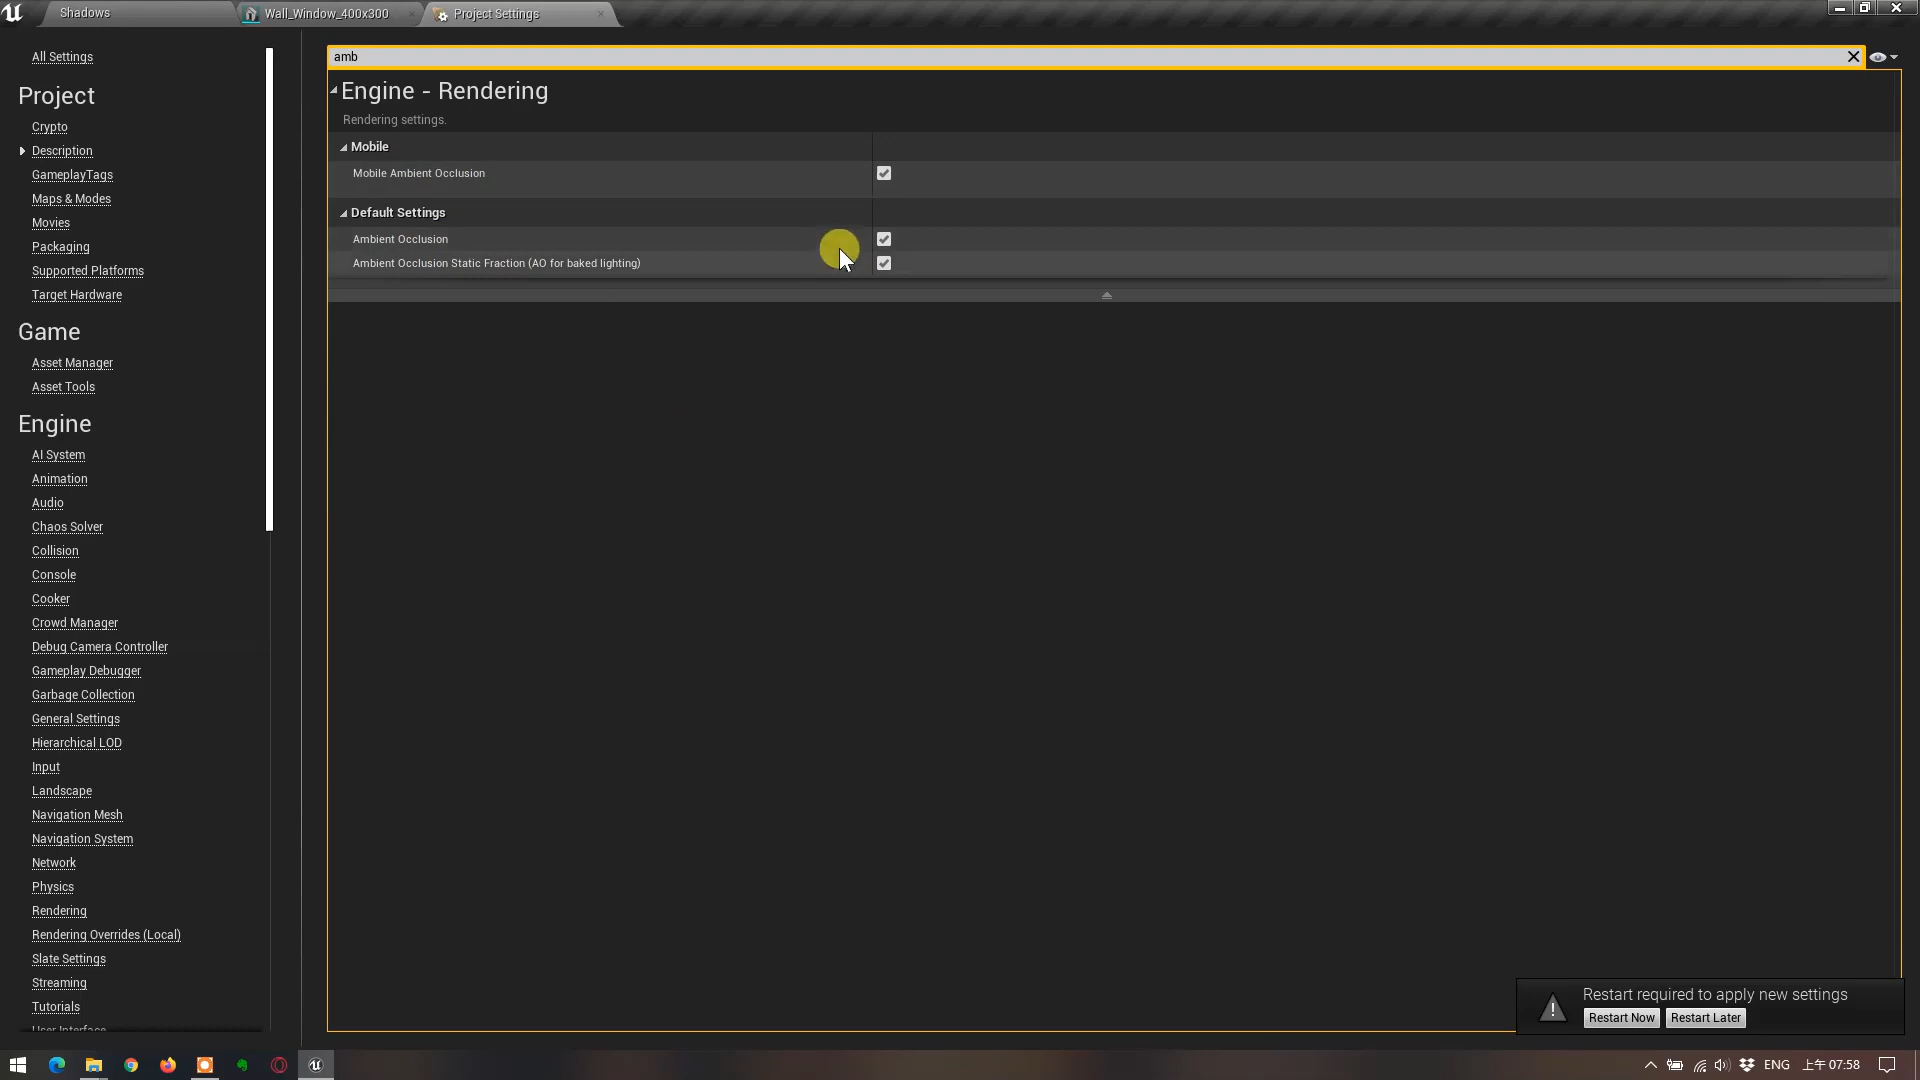 Shadows
Wall_Window_400x300
Project Settings
All Settings
Project
Crypto
Description
GameplayTags
Maps & Modes
Movies
Packaging
Supported Platforms
Target Hardware
Game
Asset Manager
Asset Tools
Engine
AI System
Animation
Audio
Chaos Solver
Collision
Console
Cooker
Crowd Manager
Debug Camera Controller
Gameplay Debugger
Garbage Collection
General Settings
Hierarchical LOD
Input
Landscape
Navigation Mesh
Navigation System
Network
Physics
Rendering
Rendering Overrides (Local)
Slate Settings
Streaming
Tutorials
User Interface
amb
Engine - Rendering
Rendering settings.
Mobile
Mobile Ambient Occlusion
Default Settings
Ambient Occlusion
Ambient Occlusion Static Fraction (AO for baked lighting)
Restart required to apply new settings
Restart Now Restart Later
ENG 上午 07:58